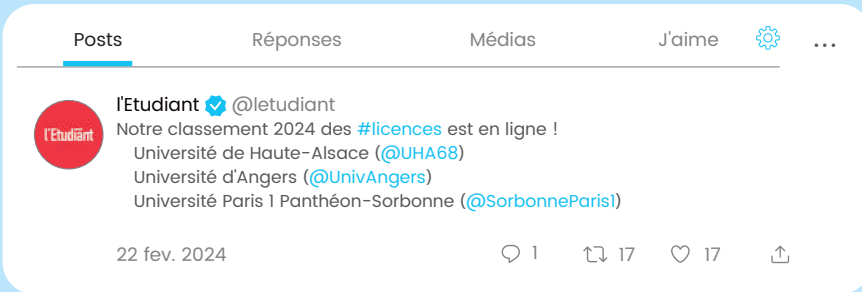 Posts Réponses Médias J'aime
l'Etudiant @letudiant
l'Etudiant
Notre classement 2024 des #licences est en ligne !
Université de Haute-Alsace (@UHA68)
Université d'Angers (@UnivAngers)
Université Paris 1 Panthéon-Sorbonne (@SorbonneParis1)
22 fev. 2024 1 17 17